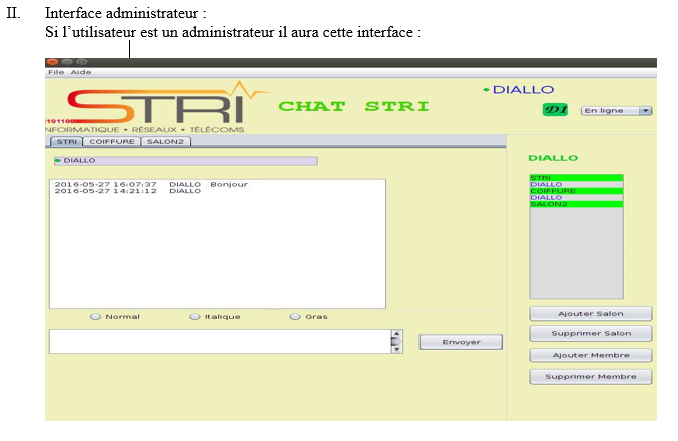 II. Interface administrateur :
Si l'utilisateur est un administrateur il aura cette interface :
File Aide
STRI
101100
NFORMATIQUE • RÉSEAUX • TÉLÉCOMS
CHAT STRI
DIALLO
DI
En ligne
STRI COIFFURE SALON2
DIALLO
2016-05-27 16:07:37 DIALLO Bonjour
2016-05-27 14:21:12 DIALLO
Normal Italique Gras
Envoyer
DIALLO
STRI
DIALLO
COIFFURE
DIALLO
SALON2
Ajouter Salon
Supprimer Salon
Ajouter Membre
Supprimer Membre